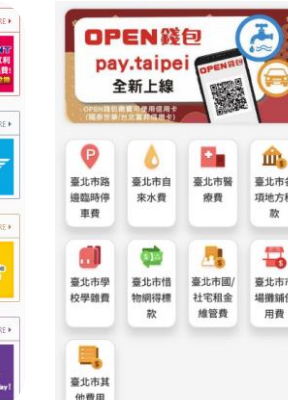 OPEN錢包
pay.taipei
全新上線
OPEN錢包
臺北市路
邊臨時停
車費
臺北市自
來水費
臺北市醫
療費
臺北市各
項地方稅
款
臺北市學
校學雜費
臺北市惜
物網得標
款
臺北市國/
社宅租金
維管費
臺北市市
場攤鋪使
用費
臺北市其
他費用